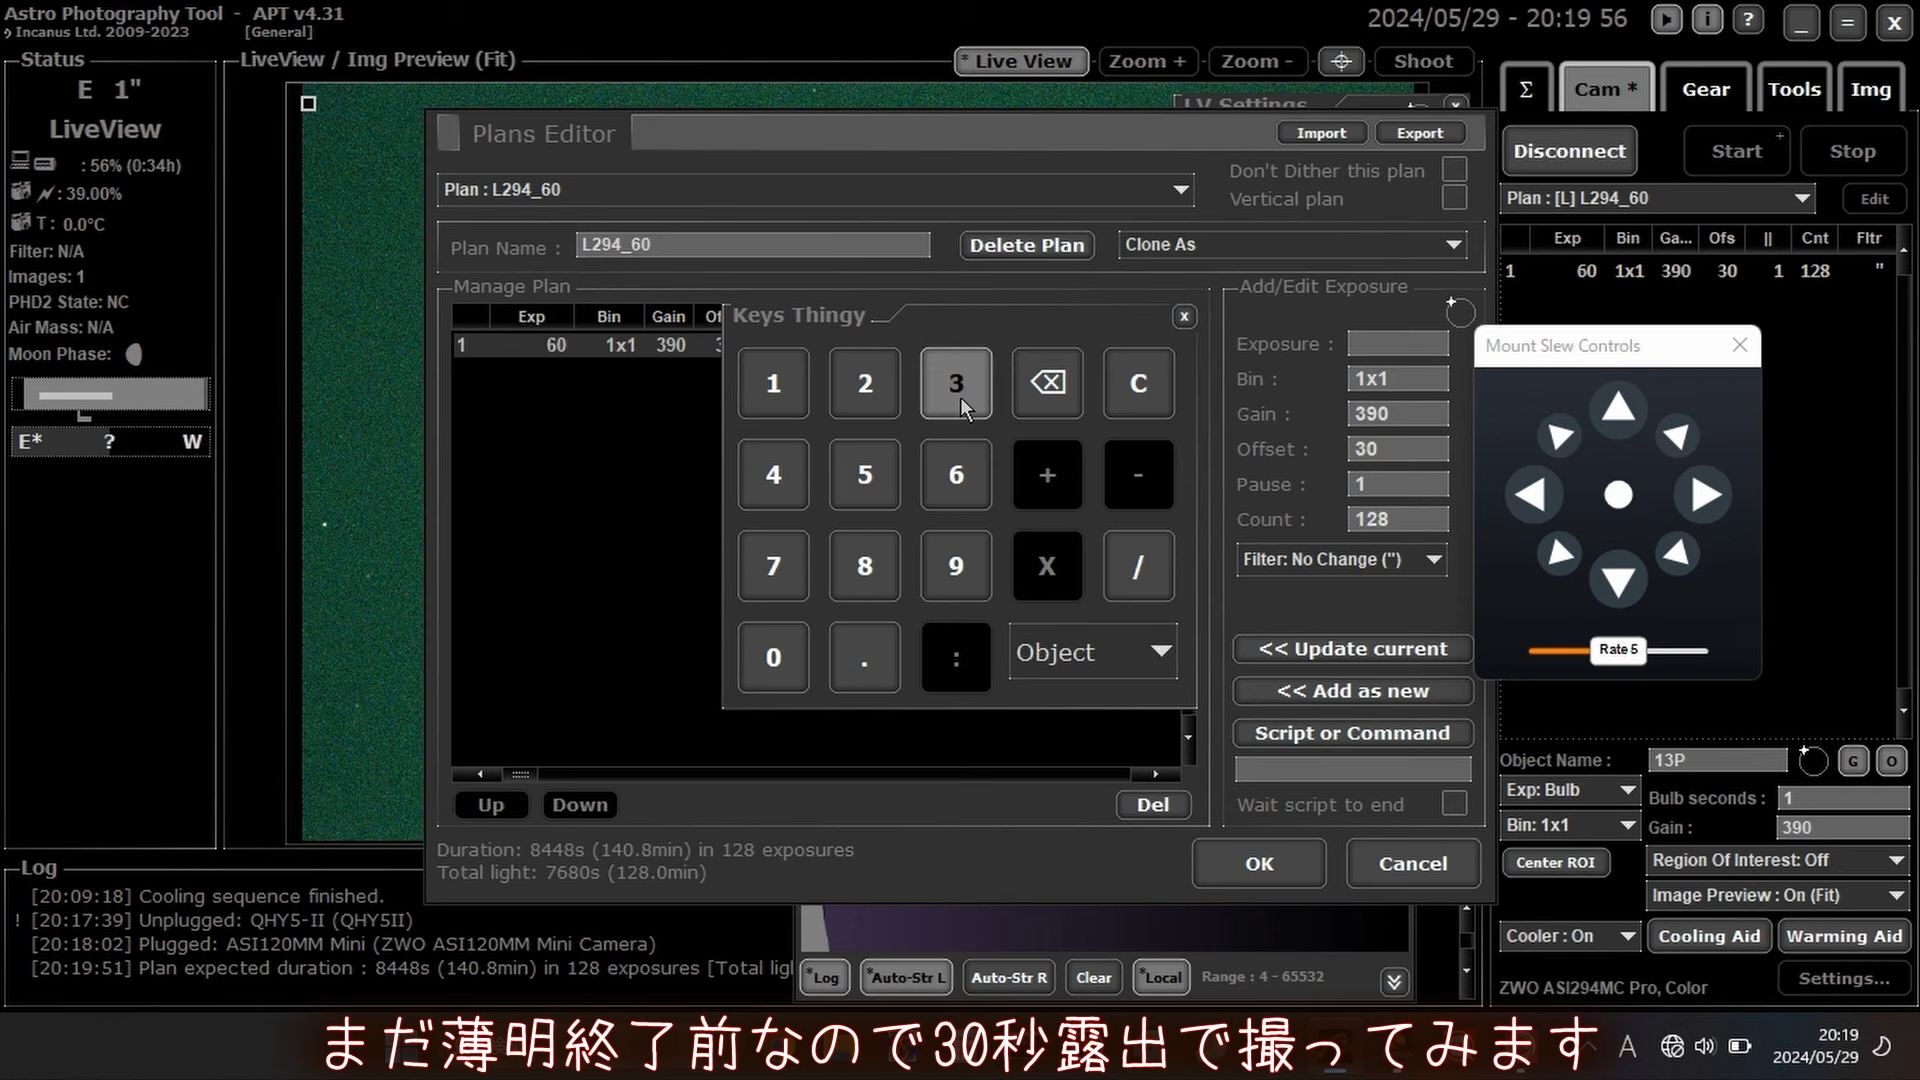 Astro Photography Tool - APT v4.31
Incanus Ltd. 2009-2023 [General]
2024/05/29 - 20:19 56
Status
E 1"
LiveView
: 56% (0:34h)
: 39.00%
T : 0.0°C
Filter: N/A
Images: 1
PHD2 State: NC
Air Mass: N/A
Moon Phase:
E* ? W
LiveView / Img Preview (Fit)
* Live View
Zoom +
Zoom -
Shoot
LV Settings
Plans Editor
Import
Export
Plan : L294_60
Don't Dither this plan
Vertical plan
Plan Name :
L294_60
Delete Plan
Clone As
Manage Plan
Exp Bin Gain
1 60 1x1 390
Keys Thingy
x
1 2 3 ⌫ C
4 5 6 + -
7 8 9 X /
0 . : Object
Add/Edit Exposure
Exposure :
Bin : 1x1
Gain : 390
Offset : 30
Pause : 1
Count : 128
Filter: No Change (")
<< Update current
<< Add as new
Script or Command
Wait script to end
Up
Down
Del
Duration: 8448s (140.8min) in 128 exposures
Total light: 7680s (128.0min)
OK
Cancel
Σ
Cam *
Gear
Tools
Img
Disconnect
Start +
Stop
Plan : [L] L294_60
Edit
Exp Bin Ga... Ofs || Cnt Fltr
1 60 1x1 390 30 1 128 "
Mount Slew Controls
Rate 5
Object Name : 13P
G
O
Exp: Bulb
Bulb seconds : 1
Bin: 1x1
Gain : 390
Center ROI
Region Of Interest: Off
Image Preview : On (Fit)
Cooler : On
Cooling Aid
Warming Aid
Settings...
ZWO ASI294MC Pro, Color
Log
[20:09:18] Cooling sequence finished.
! [20:17:39] Unplugged: QHY5-II (QHY5II)
[20:18:02] Plugged: ASI120MM Mini (ZWO ASI120MM Mini Camera)
[20:19:51] Plan expected duration : 8448s (140.8min) in 128 exposures [Total
*Log
*Auto-Str L
Auto-Str R
Clear
*Local
Range : 4 - 65532
まだ薄明終了前なので30秒露出で撮ってみます
A
20:19
2024/05/29